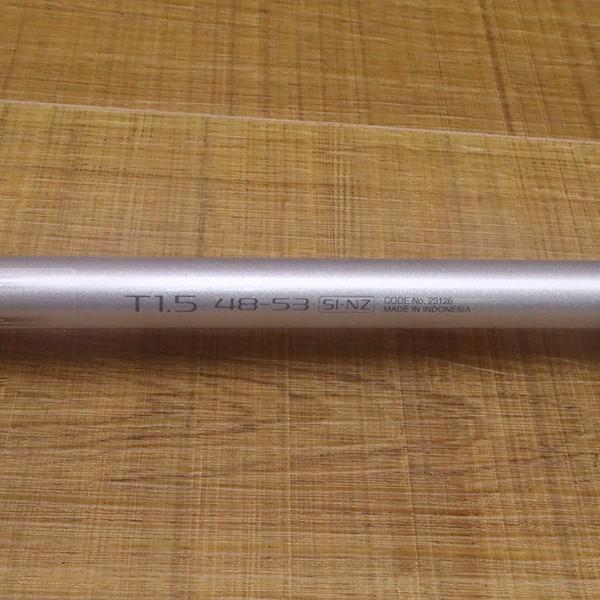 T1.5 48-53 SI-NZ CODE No. 23126
MADE IN INDONESIA